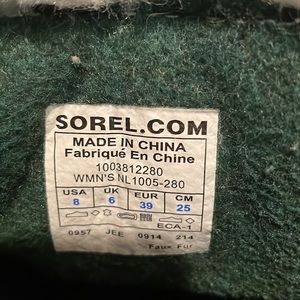 SOREL.COM
MADE IN CHINA
Fabriqué En Chine
1003812280
WMN'S NL1005-280
USA UK EUR CM
8 6 39 25
ECA-1
0957 JEE 0914 214
Faux Fur